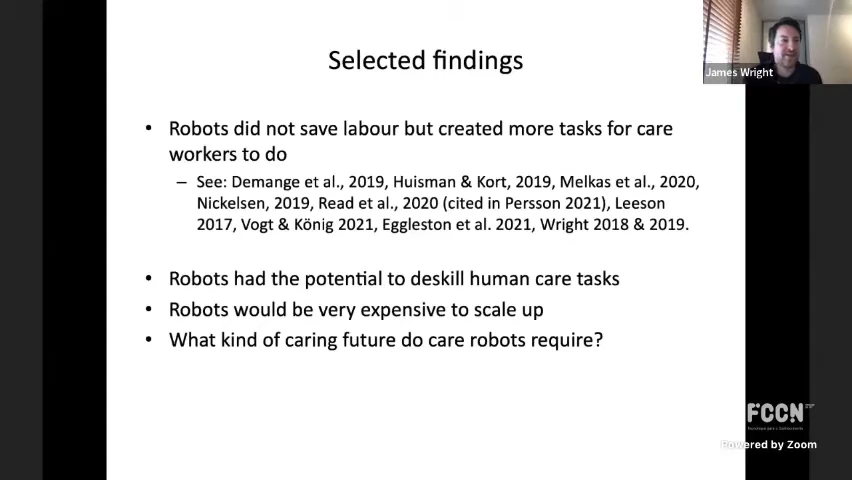 Selected findings
James Wright
• Robots did not save labour but created more tasks for care
workers to do
– See: Demange et al., 2019, Huisman & Kort, 2019, Melkas et al., 2020,
Nickelsen, 2019, Read et al., 2020 (cited in Persson 2021), Leeson
2017, Vogt & König 2021, Eggleston et al. 2021, Wright 2018 & 2019.
• Robots had the potential to deskill human care tasks
• Robots would be very expensive to scale up
• What kind of caring future do care robots require?
FCCN
Powered by Zoom